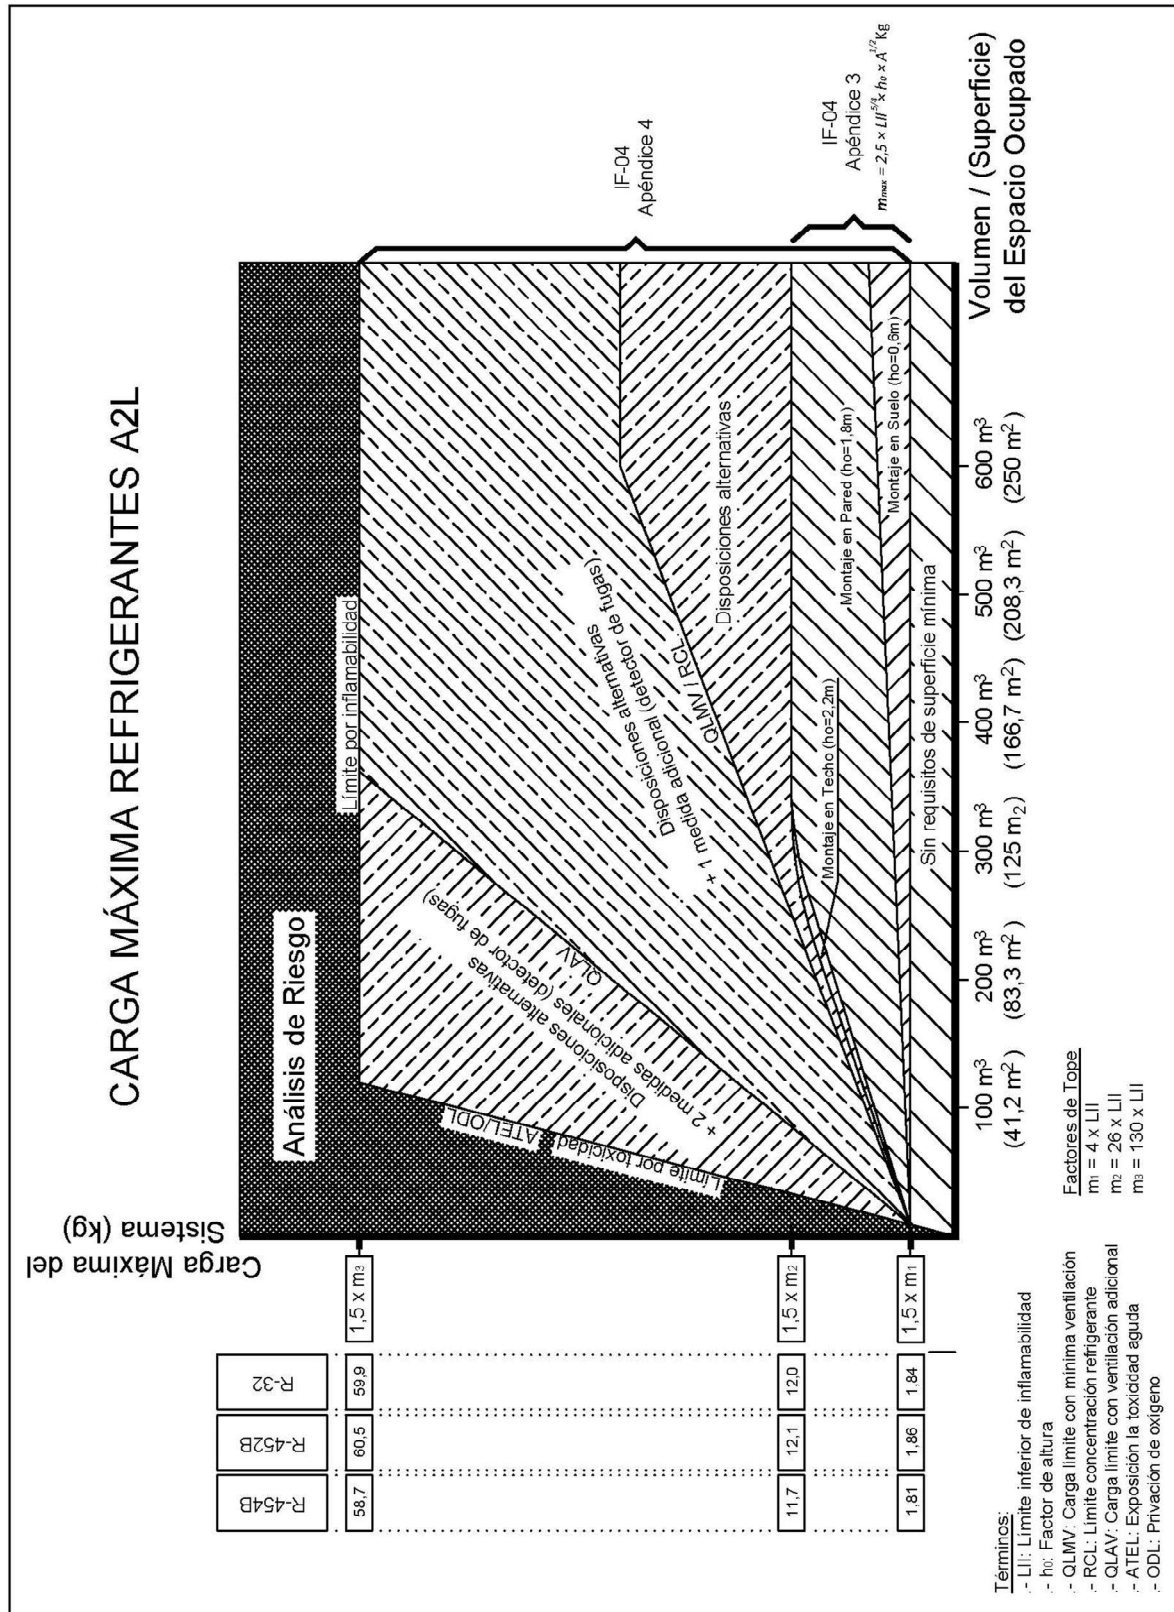 CARGA MÁXIMA REFRIGERANTES A2L
Carga Máxima del
Sistema (kg)
R-454B
R-452B
R-32
58,7
60,5
59,9
1,5 x m3
11,7
12,1
12,0
1,5 x m2
1,81
1,86
1,84
1,5 x m1
Análisis de Riesgo
Límite por inflamabilidad
Límite por toxicidad
ATEL/ODL
Disposiciones alternativas
+ 2 medidas adicionales (detector de fugas)
QLAV
Disposiciones alternativas
+ 1 medida adicional (detector de fugas)
QLMV / RCL
Disposiciones alternativas
Montaje en Techo (ho=2,2m)
Montaje en Pared (ho=1,8m)
Montaje en Suelo (ho=0,6m)
Sin requisitos de superficie mínima
IF-04
Apéndice 4
IF-04
Apéndice 3
mmax = 2,5 x LII^5/4 x ho x A^1/2 Kg
100 m³ 200 m³ 300 m³ 400 m³ 500 m³ 600 m³
(41,2 m²) (83,3 m²) (125 m2) (166,7 m²) (208,3 m²) (250 m²)
Volumen / (Superficie)
del Espacio Ocupado
Términos:
.- LII: Límite inferior de inflamabilidad
.- ho: Factor de altura
.- QLMV: Carga límite con minima ventilación
.- RCL: Límite concentración refrigerante
.- QLAV: Carga límite con ventilación adicional
.- ATEL: Exposición la toxicidad aguda
.- ODL: Privación de oxigeno
Factores de Tope
m1 = 4 x LII
m2 = 26 x LII
m3 = 130 x LII